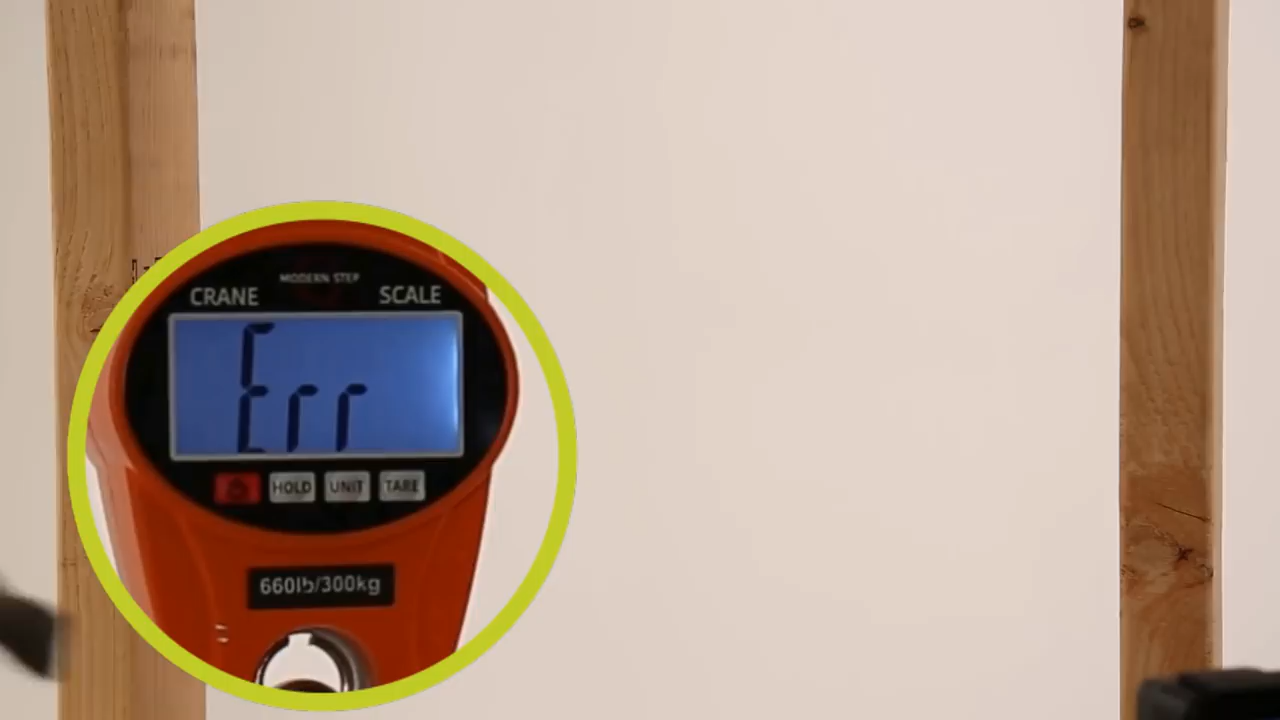 MODERN STEP
CRANE SCALE
Err
HOLD UNIT TARE
660lb/300kg